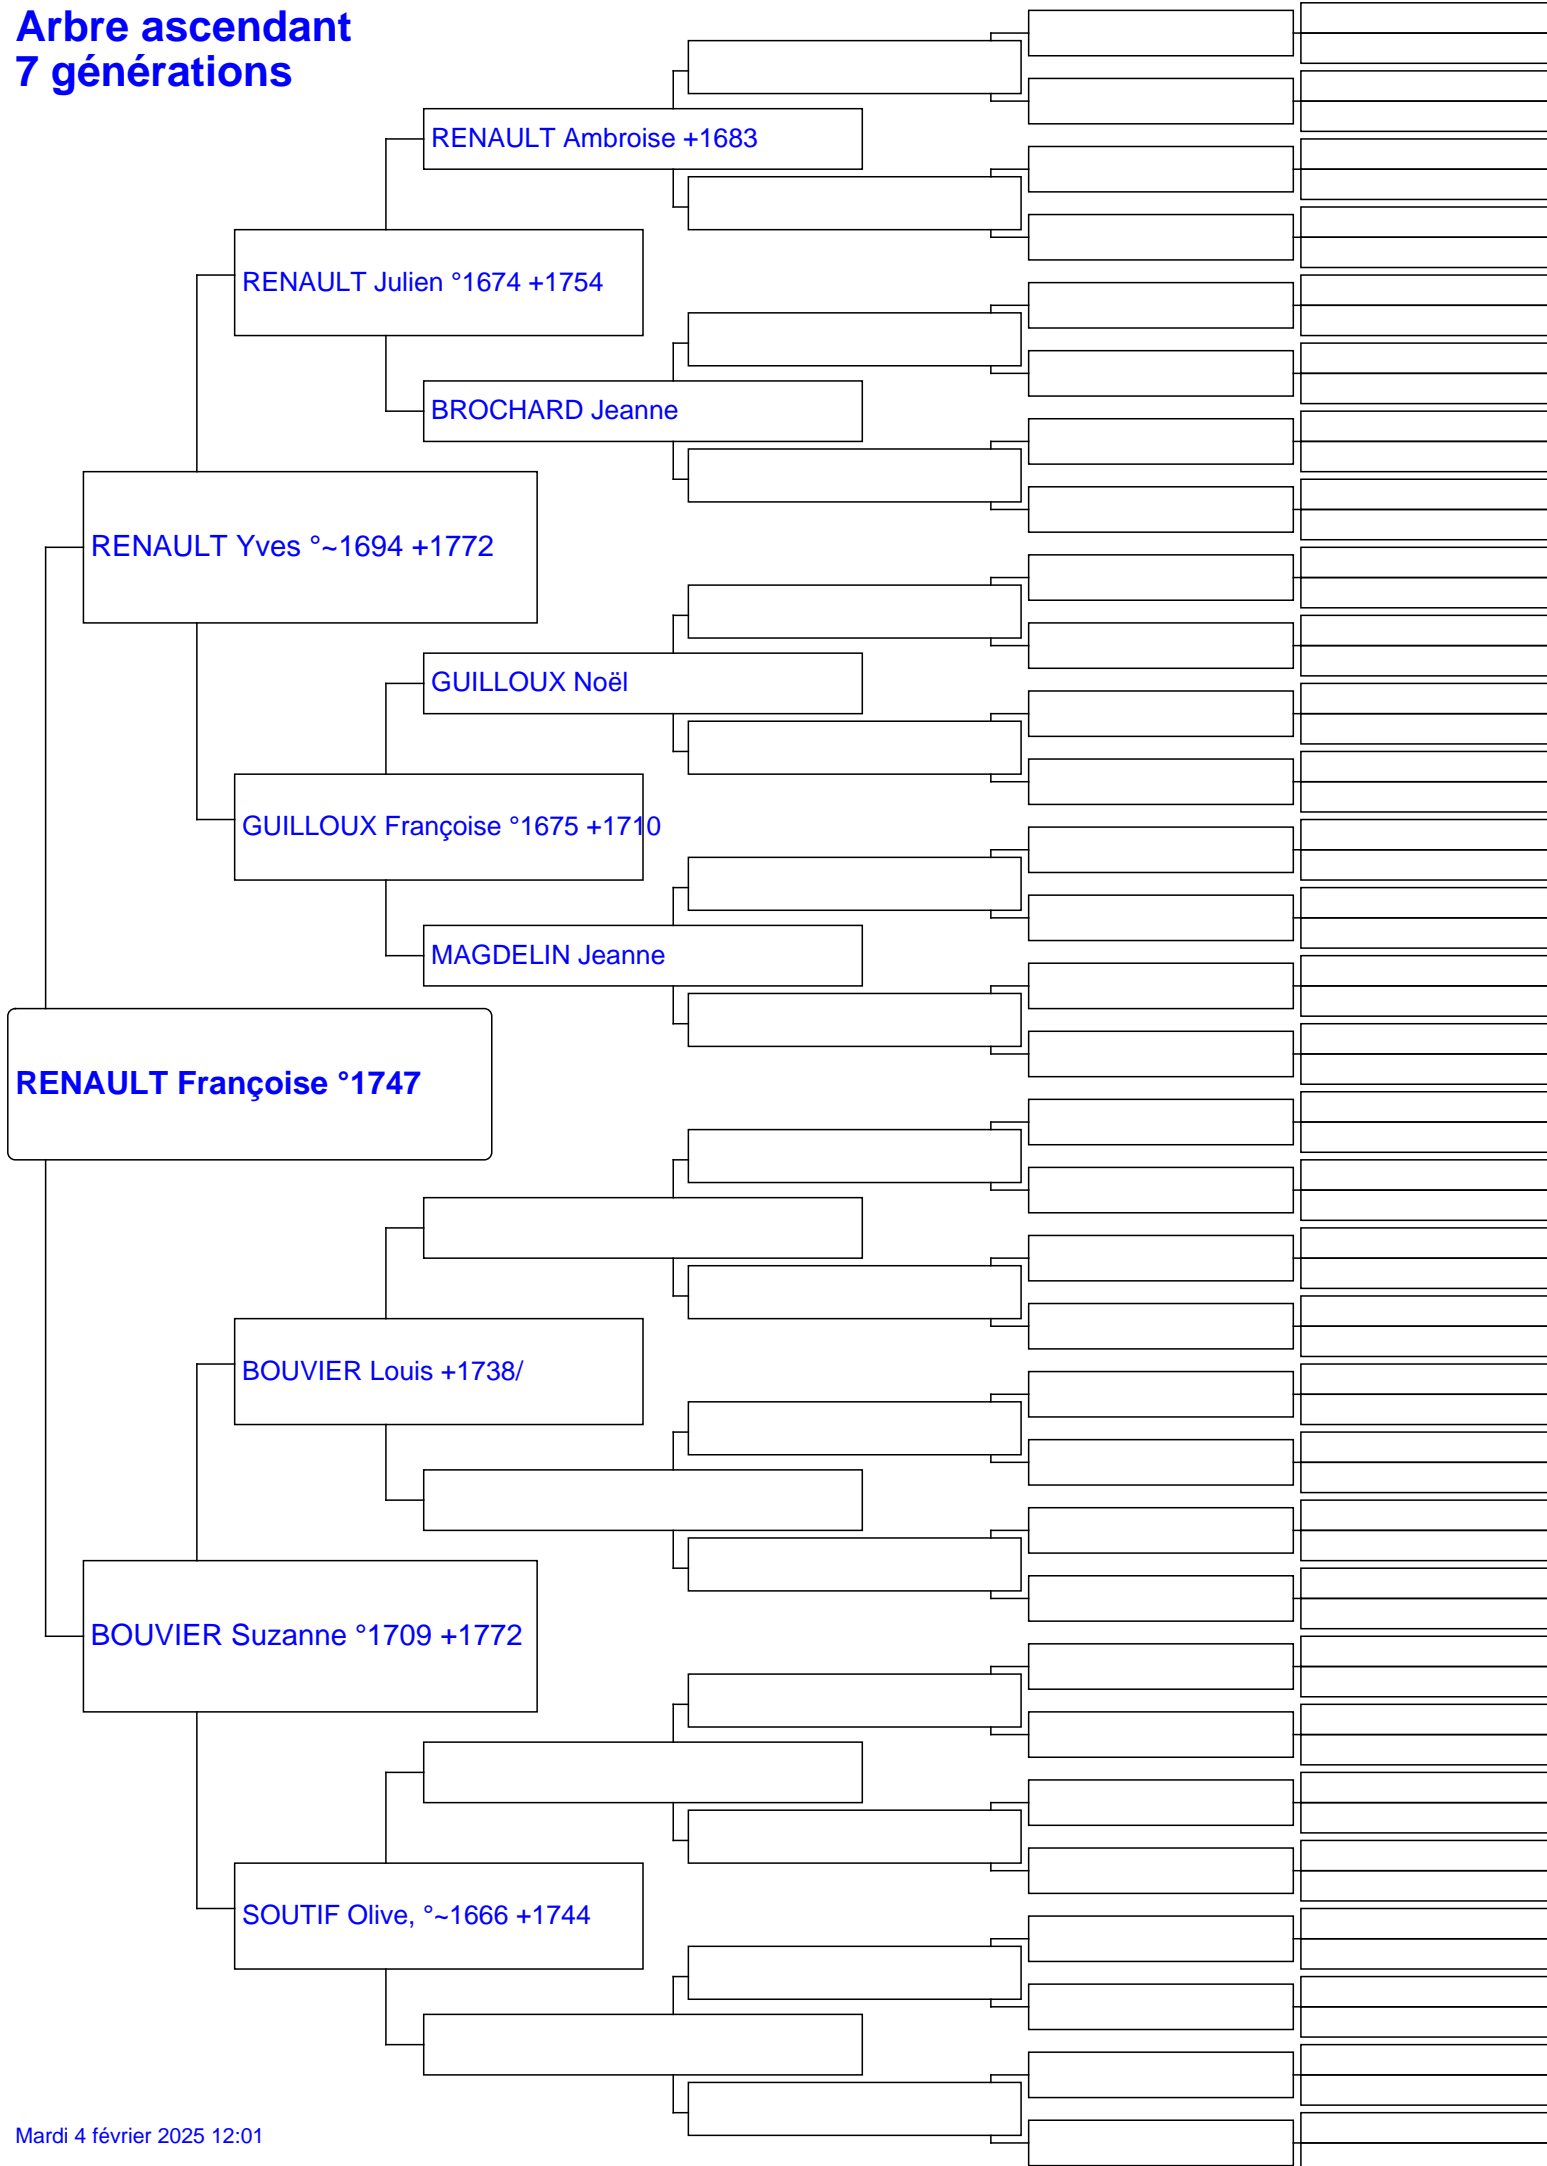 Arbre ascendant
7 générations
RENAULT Ambroise +1683
RENAULT Julien °1674 +1754
BROCHARD Jeanne
RENAULT Yves °~1694 +1772
GUILLOUX Noël
GUILLOUX Françoise °1675 +1710
MAGDELIN Jeanne
RENAULT Françoise °1747
BOUVIER Louis +1738/
BOUVIER Suzanne °1709 +1772
SOUTIF Olive, °~1666 +1744
Mardi 4 février 2025 12:01